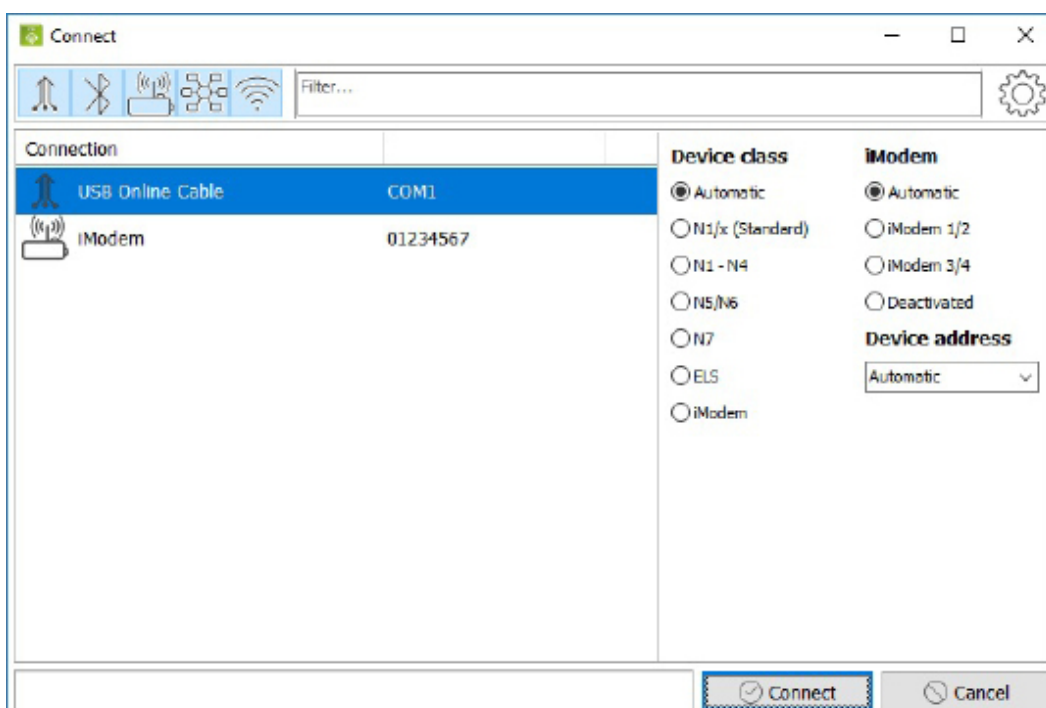 Connect
Filter...
Connection
USB Online Cable COM1
iModem 01234567
Device class
Automatic
N1/x (Standard)
N1 - N4
N5/N6
N7
ELS
iModem
iModem
Automatic
iModem 1/2
iModem 3/4
Deactivated
Device address
Automatic
Connect
Cancel